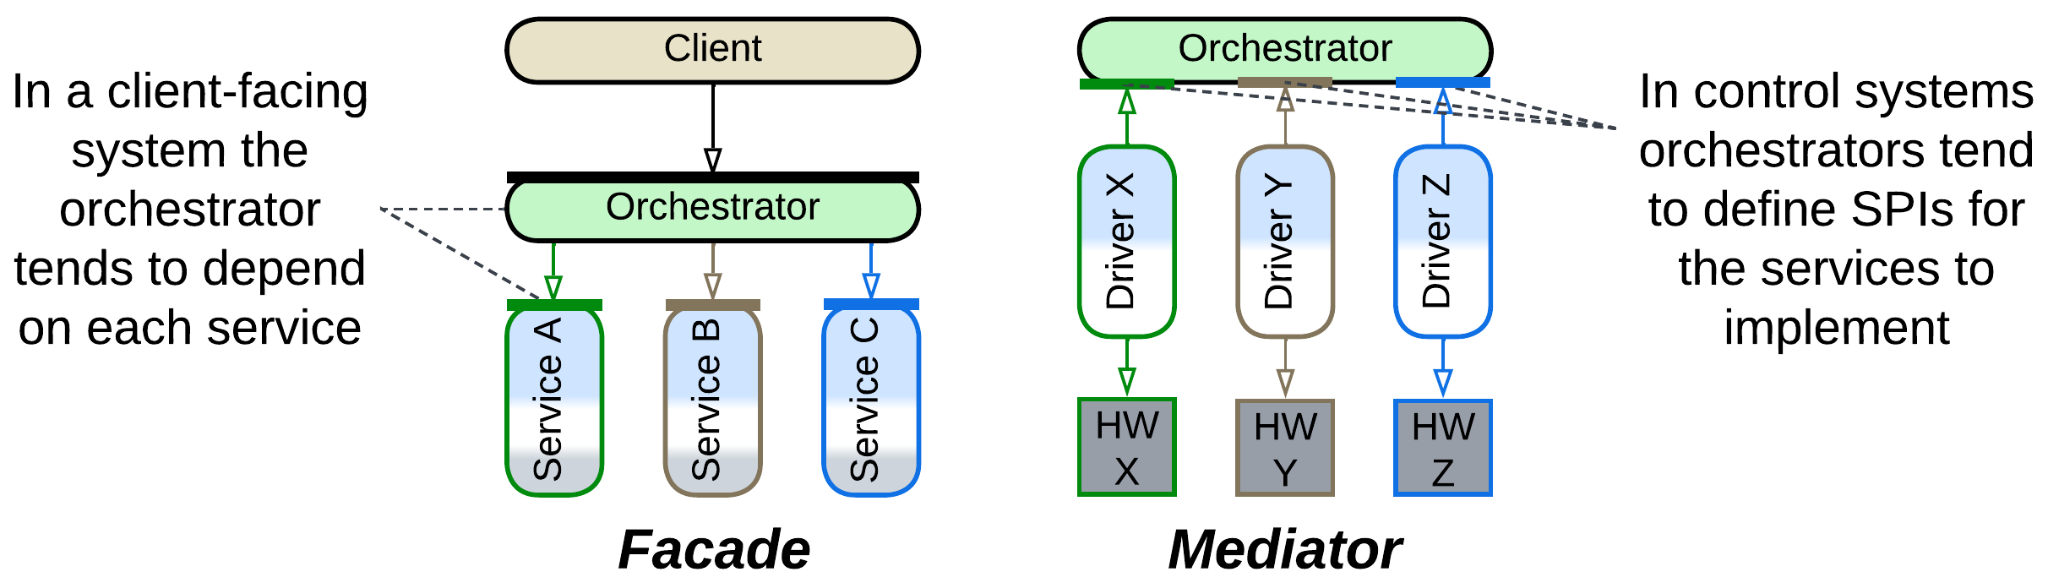 In a client-facing
system the
orchestrator
tends to depend
on each service
Client
Orchestrator
Service A
Service B
Service C
Facade
Orchestrator
Driver X
Driver Y
Driver Z
HW
X
HW
Y
HW
Z
Mediator
In control systems
orchestrators tend
to define SPIs for
the services to
implement